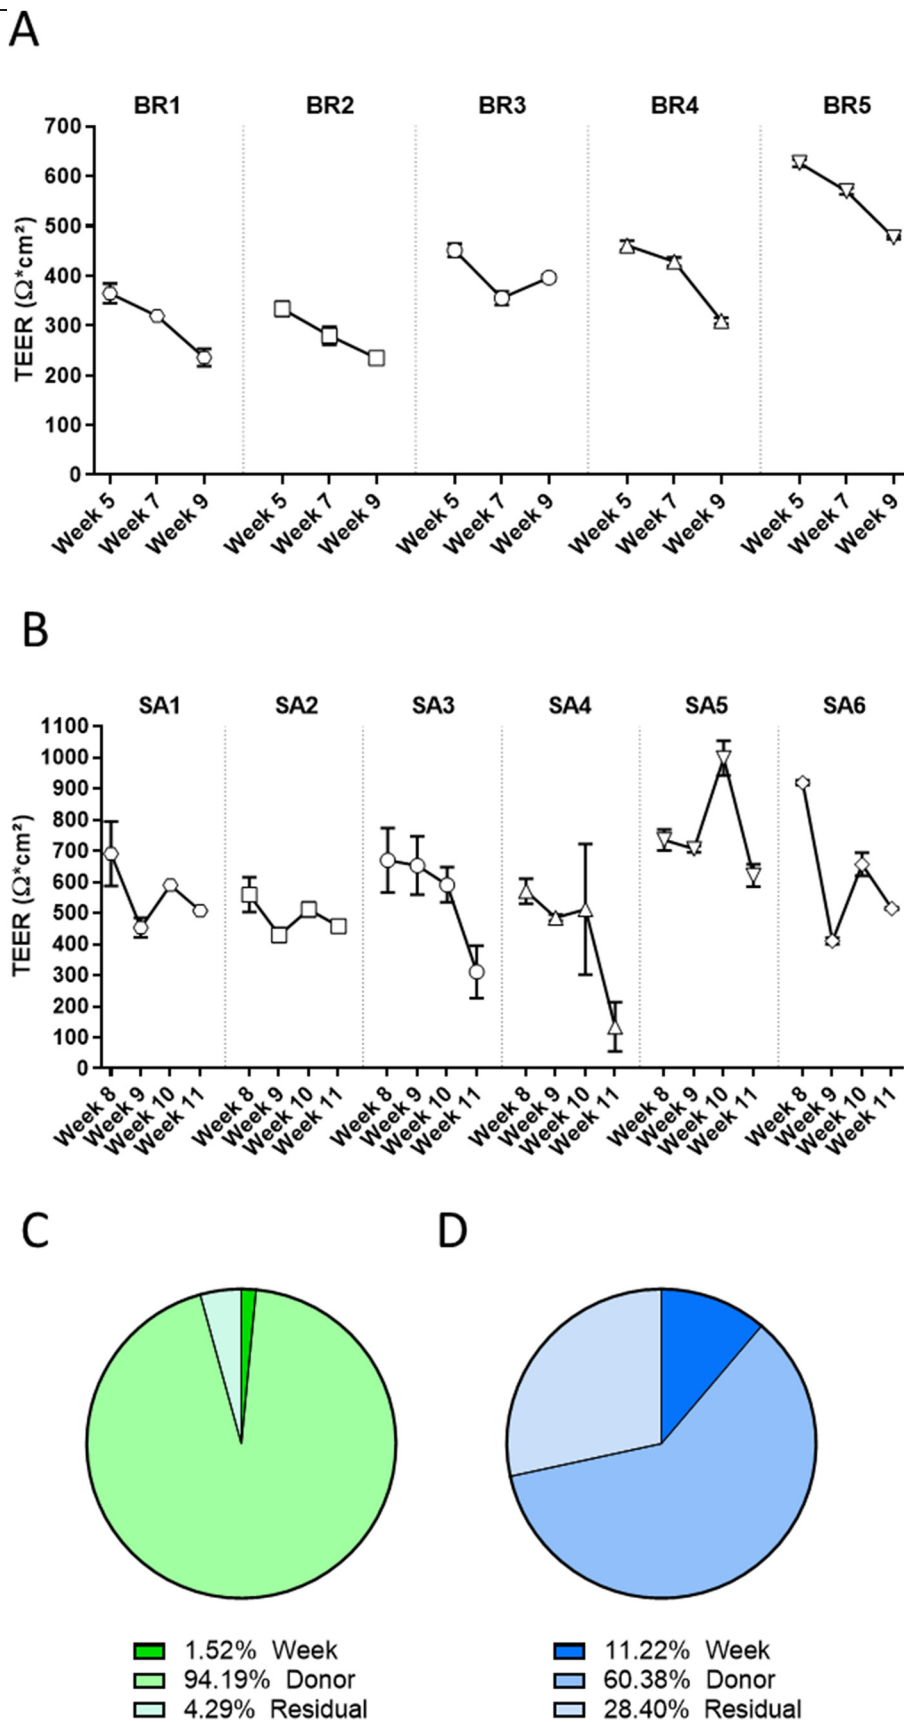 A
BR1 BR2 BR3 BR4 BR5
TEER (Ω*cm²)
700
600
500
400
300
200
100
0
Week 5 Week 7 Week 9 Week 5 Week 7 Week 9 Week 5 Week 7 Week 9 Week 5 Week 7 Week 9 Week 5 Week 7 Week 9
B
SA1 SA2 SA3 SA4 SA5 SA6
TEER (Ω*cm²)
1100
1000
900
800
700
600
500
400
300
200
100
0
Week 8 Week 9 Week 10 Week 11 Week 8 Week 9 Week 10 Week 11 Week 8 Week 9 Week 10 Week 11 Week 8 Week 9 Week 10 Week 11 Week 8 Week 9 Week 10 Week 11 Week 8 Week 9 Week 10 Week 11
C
1.52% Week
94.19% Donor
4.29% Residual
D
11.22% Week
60.38% Donor
28.40% Residual